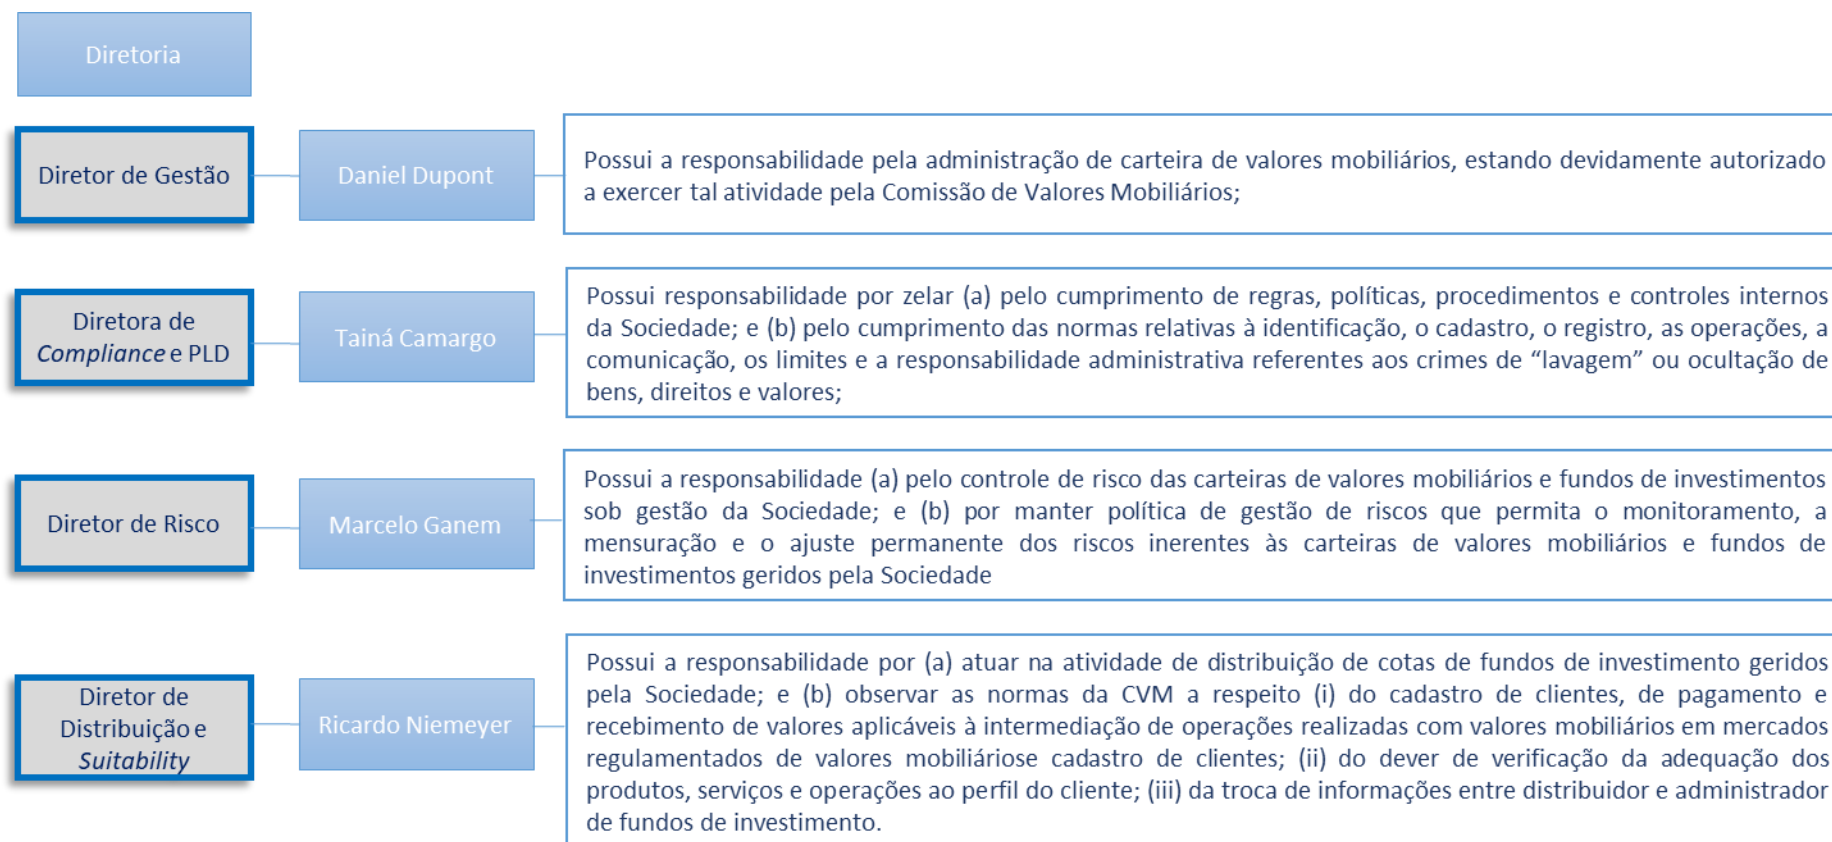 Diretoria
Diretor de Gestão
Daniel Dupont
Possui a responsabilidade pela administração de carteira de valores mobiliários, estando devidamente autorizado
a exercer tal atividade pela Comissão de Valores Mobiliários;
Diretora de
Compliance e PLD
Tainá Camargo
Possui responsabilidade por zelar (a) pelo cumprimento de regras, políticas, procedimentos e controles internos
da Sociedade; e (b) pelo cumprimento das normas relativas à identificação, o cadastro, o registro, as operações, a
comunicação, os limites e a responsabilidade administrativa referentes aos crimes de “lavagem” ou ocultação de
bens, direitos e valores;
Diretor de Risco
Marcelo Ganem
Possui a responsabilidade (a) pelo controle de risco das carteiras de valores mobiliários e fundos de investimentos
sob gestão da Sociedade; e (b) por manter política de gestão de riscos que permita o monitoramento, a
mensuração e o ajuste permanente dos riscos inerentes às carteiras de valores mobiliários e fundos de
investimentos geridos pela Sociedade
Diretor de
Distribuição e
Suitability
Ricardo Niemeyer
Possui a responsabilidade por (a) atuar na atividade de distribuição de cotas de fundos de investimento geridos
pela Sociedade; e (b) observar as normas da CVM a respeito (i) do cadastro de clientes, de pagamento e
recebimento de valores aplicáveis à intermediação de operações realizadas com valores mobiliários em mercados
regulamentados de valores mobiliáriose cadastro de clientes; (ii) do dever de verificação da adequação dos
produtos, serviços e operações ao perfil do cliente; (iii) da troca de informações entre distribuidor e administrador
de fundos de investimento.